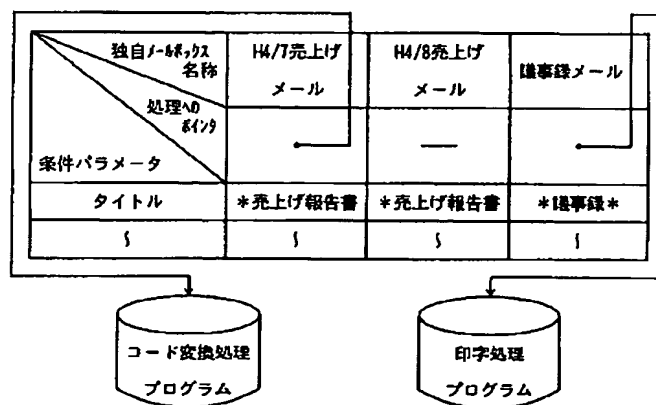 独自メールボックス
名称
処理への
ポインタ
条件パラメータ
H4/7売上げ
メール
H4/8売上げ
メール
議事録メール
—
タイトル
*売上げ報告書
*売上げ報告書
*議事録*
∫
∫
∫
∫
コード変換処理
プログラム
印字処理
プログラム